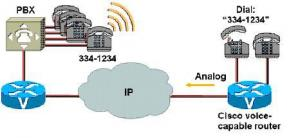 PBX
Dial:
"334-1234"
334-1234
Analog
IP
V
V
Cisco voice-
capable router